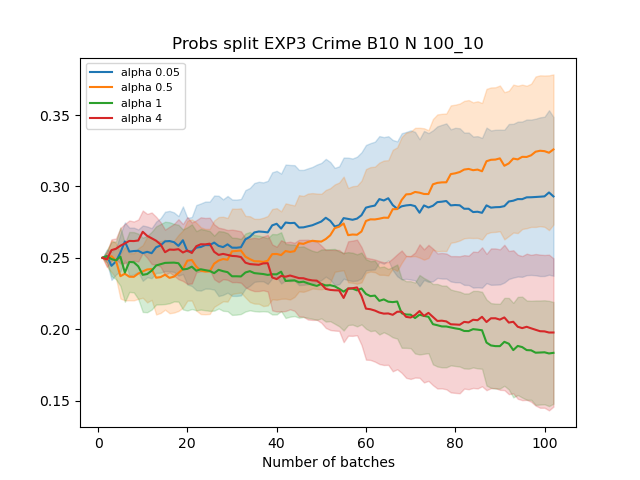 Probs split EXP3 Crime B10 N 100_10
alpha 0.05
alpha 0.5
alpha 1
alpha 4
0.35
0.30
0.25
0.20
0.15
0 20 40 60 80 100
Number of batches